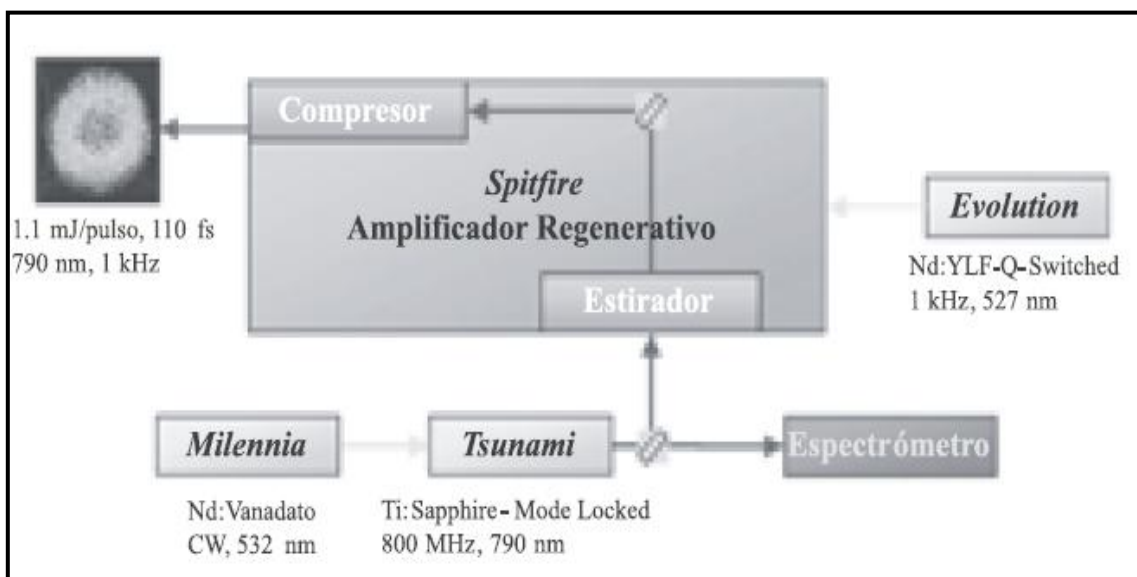 Compresor
Spitfire
Amplificador Regenerativo
Estirador
1.1 mJ/pulso, 110 fs
790 nm, 1 kHz
Evolution
Nd:YLF-Q-Switched
1 kHz, 527 nm
Milennia
Tsunami
Espectrómetro
Nd:Vanadato
CW, 532 nm
Ti:Sapphire-Mode Locked
800 MHz, 790 nm